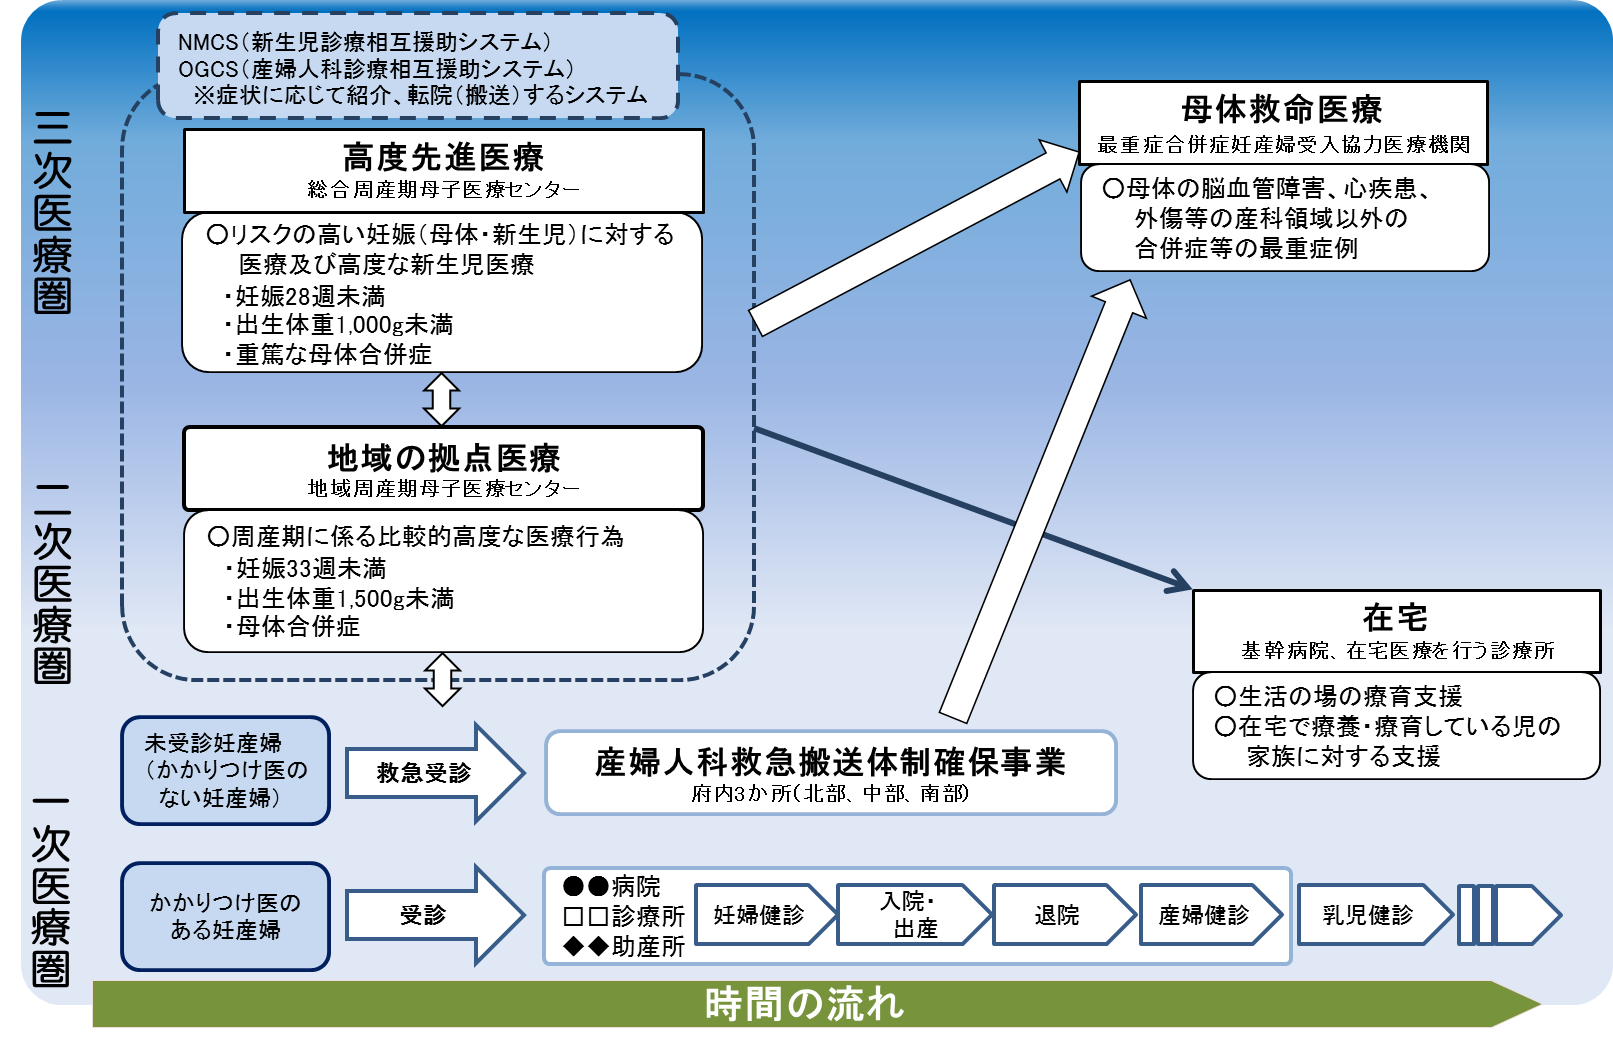 NMCS（新生児診療相互援助システム）
OGCS（産婦人科診療相互援助システム）
※症状に応じて紹介、転院（搬送）するシステム
三次医療圏
高度先進医療
総合周産期母子医療センター
〇リスクの高い妊娠（母体・新生児）に対する
医療及び高度な新生児医療
・妊娠28週未満
・出生体重1,000g未満
・重篤な母体合併症
母体救命医療
最重症合併症妊産婦受入協力医療機関
〇母体の脳血管障害、心疾患、
外傷等の産科領域以外の
合併症等の最重症例
二次医療圏
地域の拠点医療
地域周産期母子医療センター
〇周産期に係る比較的高度な医療行為
・妊娠33週未満
・出生体重1,500g未満
・母体合併症
在宅
基幹病院、在宅医療を行う診療所
〇生活の場の療育支援
〇在宅で療養・療育している児の
家族に対する支援
一次医療圏
未受診妊産婦
（かかりつけ医の
ない妊産婦）
救急受診
産婦人科救急搬送体制確保事業
府内3か所（北部、中部、南部）
かかりつけ医の
ある妊産婦
受診
●●病院
□□診療所
◆◆助産所
妊婦健診
入院・
出産
退院
産婦健診
乳児健診
時間の流れ